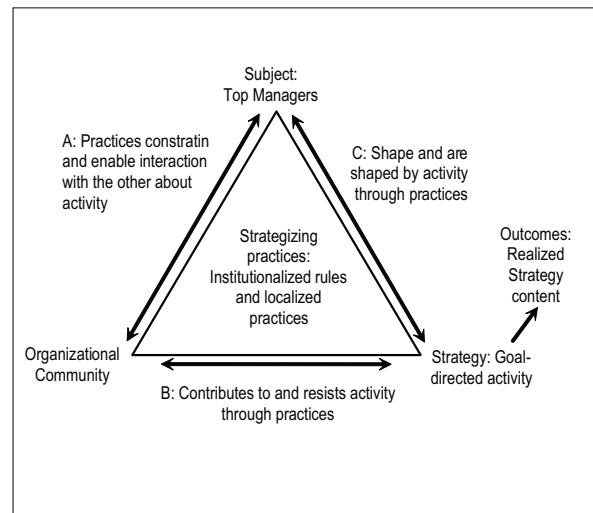 Subject:
Top Managers
A: Practices constratin
and enable interaction
with the other about
activity
C: Shape and are
shaped by activity
through practices
Strategizing
practices:
Institutionalized rules
and localized
practices
Outcomes:
Realized
Strategy
content
Organizational
Community
Strategy: Goal-
directed activity
B: Contributes to and resists activity
through practices